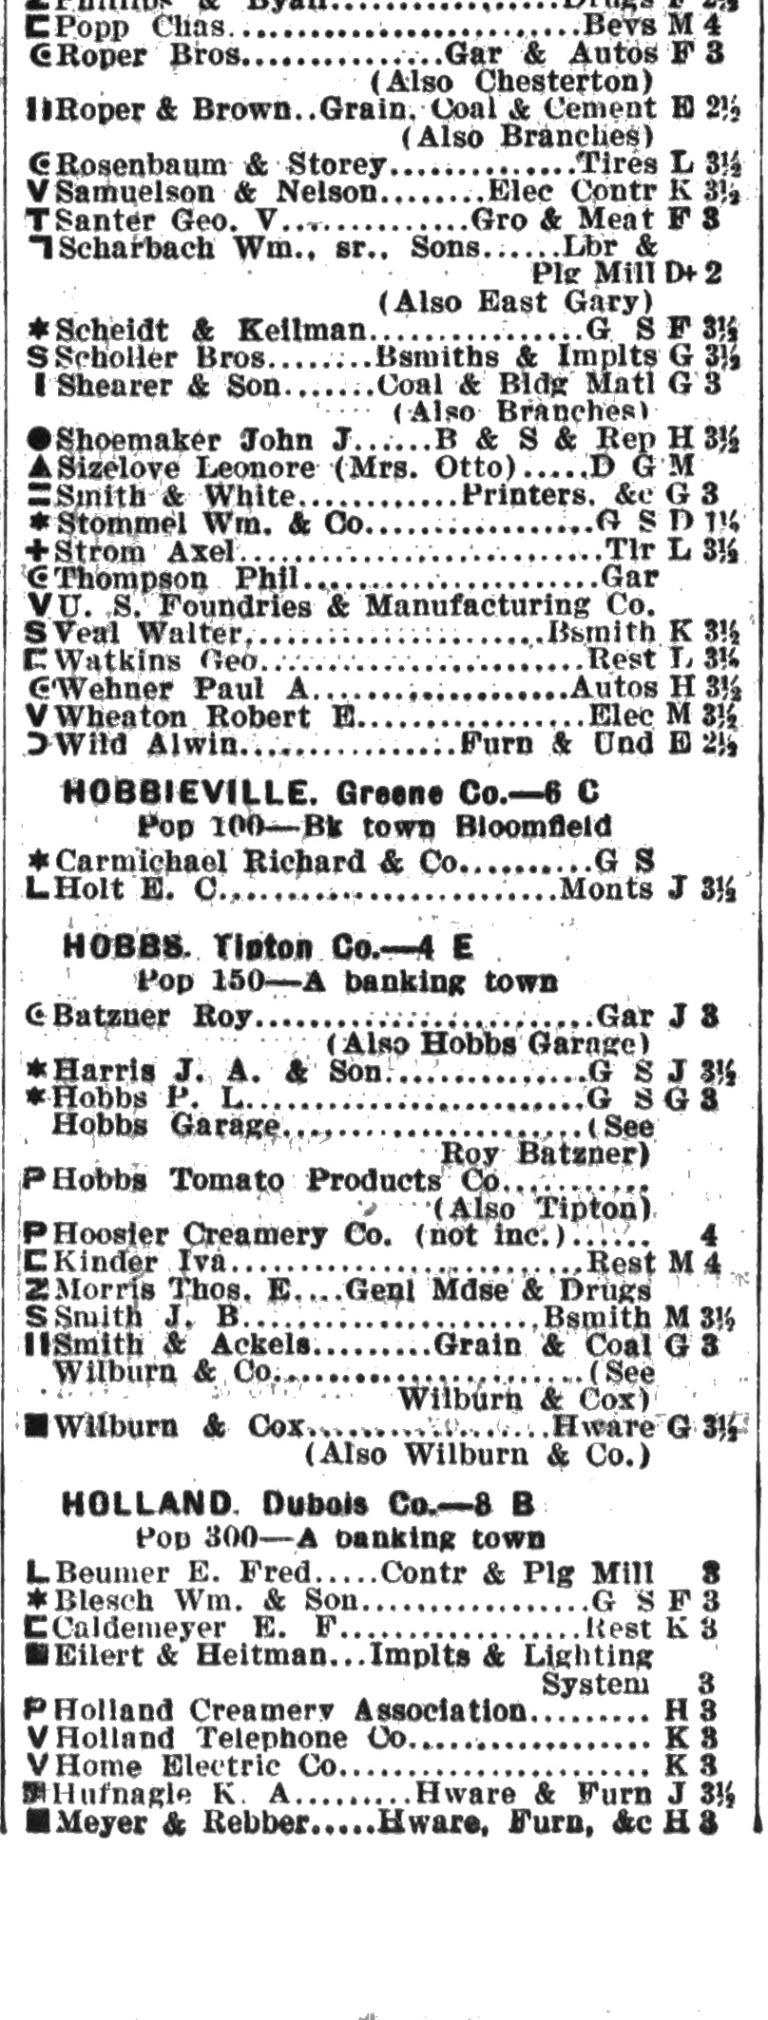 Popp Chas. Bevs M 4
Roper Bros. Gar & Autos F 3
(Also Chesterton)
Roper & Brown..Grain, Coal & Cement E 2½
(Also Branches)
Rosenbaum & Storey Tires L 3½
V Samuelson & Nelson Elec Contr K 3½
T Santer Geo. V. Gro & Meat F 3
Scharbach Wm., sr., Sons Lbr &
Plg Mill D+ 2
(Also East Gary)
* Scheidt & Keilman G S F 3½
S Scholler Bros. Bsmiths & Implts G 3½
I Shearer & Son Coal & Bldg Matl G 3
(Also Branches)
● Shoemaker John J. B & S & Rep H 3½
▲ Sizelove Leonore (Mrs. Otto) D G M
= Smith & White Printers, &c G 3
* Stommel Wm. & Co. G S D
+ Strom Axel Tlr L 3½
Thompson Phil Gar
V U. S. Foundries & Manufacturing Co.
S Veal Walter Bsmith K 3½
Watkins Geo. Rest L
Wehner Paul A. Autos H 3½
V Wheaton Robert E. Elec M 3½
Wild Alwin Furn & Und E 2½
HOBBIEVILLE, Greene Co.—6 C
Pop 100—Bk town Bloomfield
* Carmichael Richard & Co. G S
L Holt E. C. Monts J 3½
HOBBS, Tipton Co.—4 E
Pop 150—A banking town
Batzner Roy Gar J 3
(Also Hobbs Garage)
* Harris J. A. & Son G S J 3½
* Hobbs P. L. G S G 3
Hobbs Garage (See
Roy Batzner)
P Hobbs Tomato Products Co.
(Also Tipton)
P Hoosier Creamery Co. (not inc.) 4
Kinder Iva Rest M 4
Z Morris Thos. E....Genl Mdse & Drugs
S Smith J. B. Bsmith M 3½
Smith & Ackels Grain & Coal G 3
Wilburn & Co. (See
Wilburn & Cox)
■ Wilburn & Cox Hware G 3½
(Also Wilburn & Co.)
HOLLAND, Dubois Co.—8 B
Pop 300—A banking town
L Beumer E. Fred Contr & Plg Mill 3
* Blesch Wm. & Son G S F 3
Caldemeyer E. F. Rest K 3
■ Eilert & Heitman...Implts & Lighting
System 3
P Holland Creamery Association H 3
V Holland Telephone Co. K 3
V Home Electric Co. K 3
Hufnagle K. A. Hware & Furn J 3½
■ Meyer & Rebber Hware, Furn, &c H 3